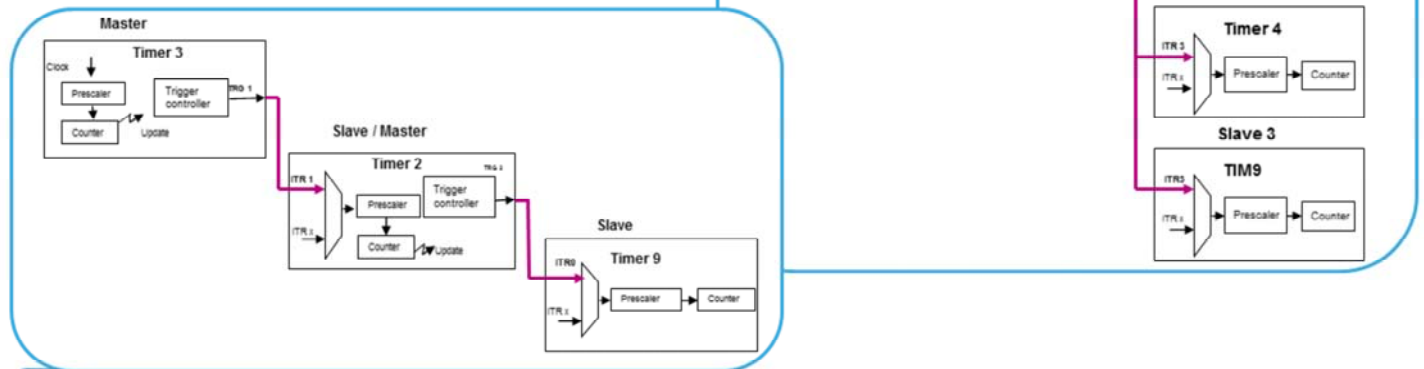 Master
Timer 3
Clock
Prescaler
Counter
Update
Trigger
controller
TRG 1
Slave / Master
Timer 2
ITR 1
ITR x
Prescaler
Counter
Update
Trigger
controller
TRG 2
Slave
Timer 9
ITR0
ITR x
Prescaler
Counter
Timer 4
ITR 3
ITR x
Prescaler
Counter
Slave 3
TIM9
ITR3
ITR x
Prescaler
Counter